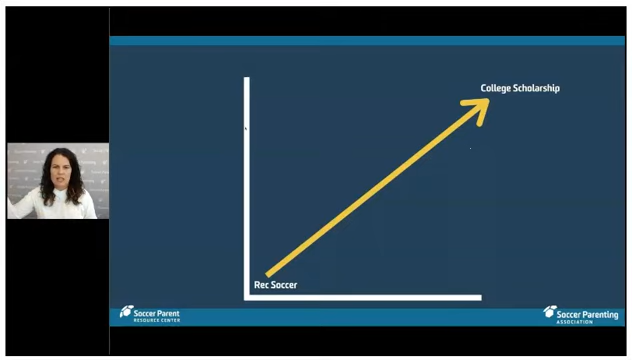 College Scholarship
Rec Soccer
Soccer Parent
RESOURCE CENTER
Soccer Parenting
ASSOCIATION